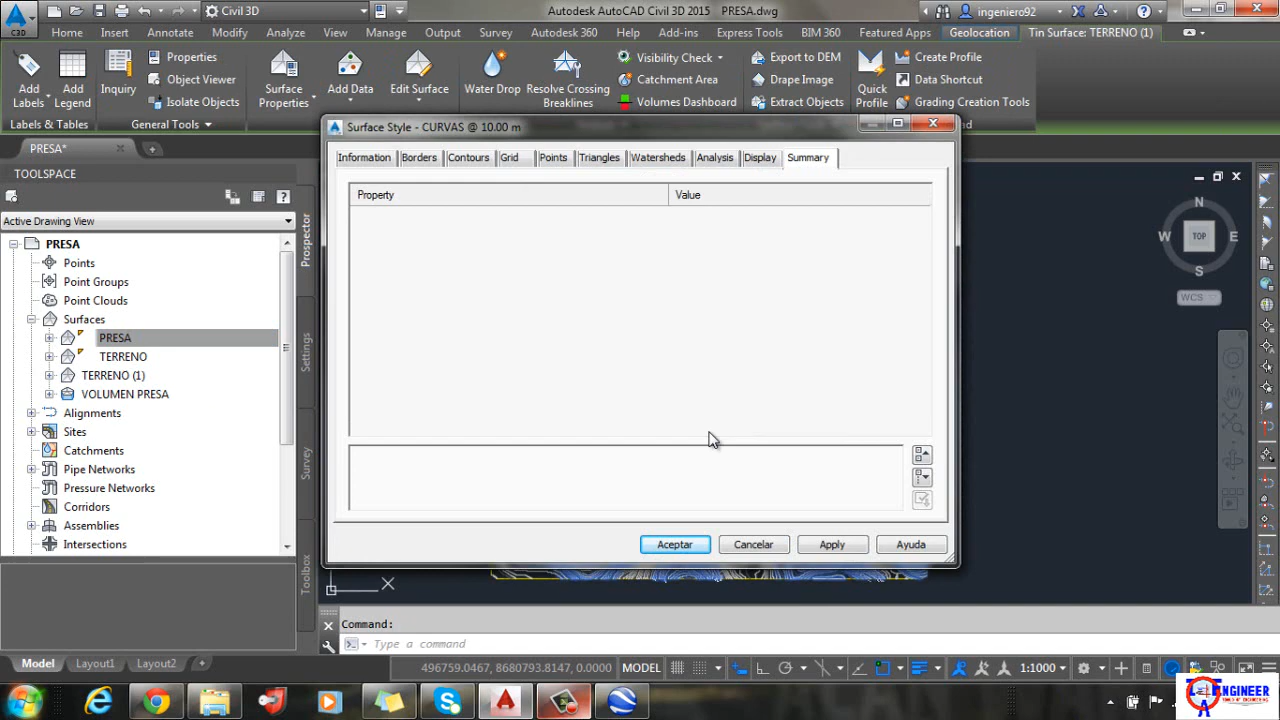 Civil 3D
Autodesk AutoCAD Civil 3D 2015 PRESA.dwg
ingeniero92
C3D
Home Insert Annotate Modify Analyze View Manage Output Survey Autodesk 360 Help Add-ins Express Tools BIM 360 Featured Apps Geolocation Tin Surface: TERRENO (1)
Add Labels
Add Legend
Inquiry
Properties
Object Viewer
Isolate Objects
Surface Properties
Add Data
Edit Surface
Water Drop
Resolve Crossing Breaklines
Visibility Check
Catchment Area
Volumes Dashboard
Export to DEM
Drape Image
Extract Objects
Quick Profile
Create Profile
Data Shortcut
Grading Creation Tools
Labels & Tables
General Tools
PRESA*
TOOLSPACE
Active Drawing View
PRESA
Points
Point Groups
Point Clouds
Surfaces
PRESA
TERRENO
TERRENO (1)
VOLUMEN PRESA
Alignments
Sites
Catchments
Pipe Networks
Pressure Networks
Corridors
Assemblies
Intersections
Prospector
Settings
Survey
Toolbox
Surface Style - CURVAS @ 10.00 m
Information Borders Contours Grid Points Triangles Watersheds Analysis Display Summary
Property Value
Aceptar Cancelar Apply Ayuda
N
W TOP E
S
WCS
Command:
Type a command
Model Layout1 Layout2
496759.0467, 8680793.8147, 0.0000 MODEL 1:1000
ENGINEER